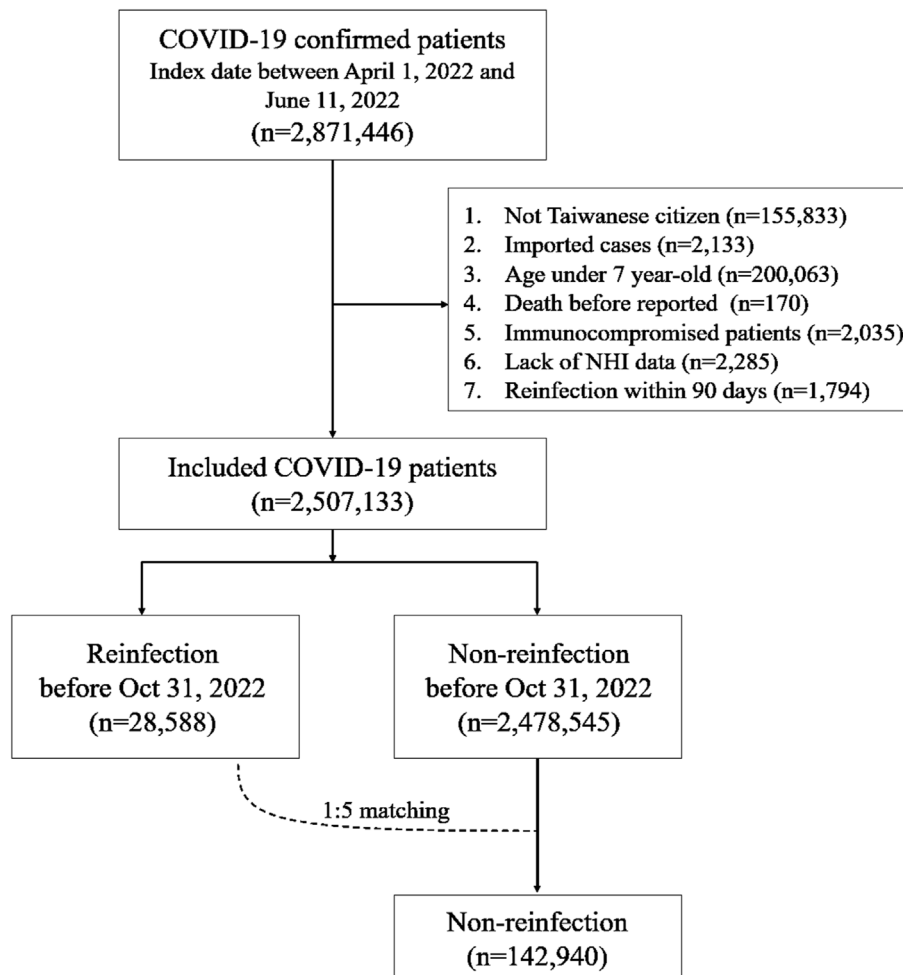 COVID-19 confirmed patients
Index date between April 1, 2022 and
June 11, 2022
(n=2,871,446)
1. Not Taiwanese citizen (n=155,833)
2. Imported cases (n=2,133)
3. Age under 7 year-old (n=200,063)
4. Death before reported (n=170)
5. Immunocompromised patients (n=2,035)
6. Lack of NHI data (n=2,285)
7. Reinfection within 90 days (n=1,794)
Included COVID-19 patients
(n=2,507,133)
Reinfection
before Oct 31, 2022
(n=28,588)
Non-reinfection
before Oct 31, 2022
(n=2,478,545)
1:5 matching
Non-reinfection
(n=142,940)